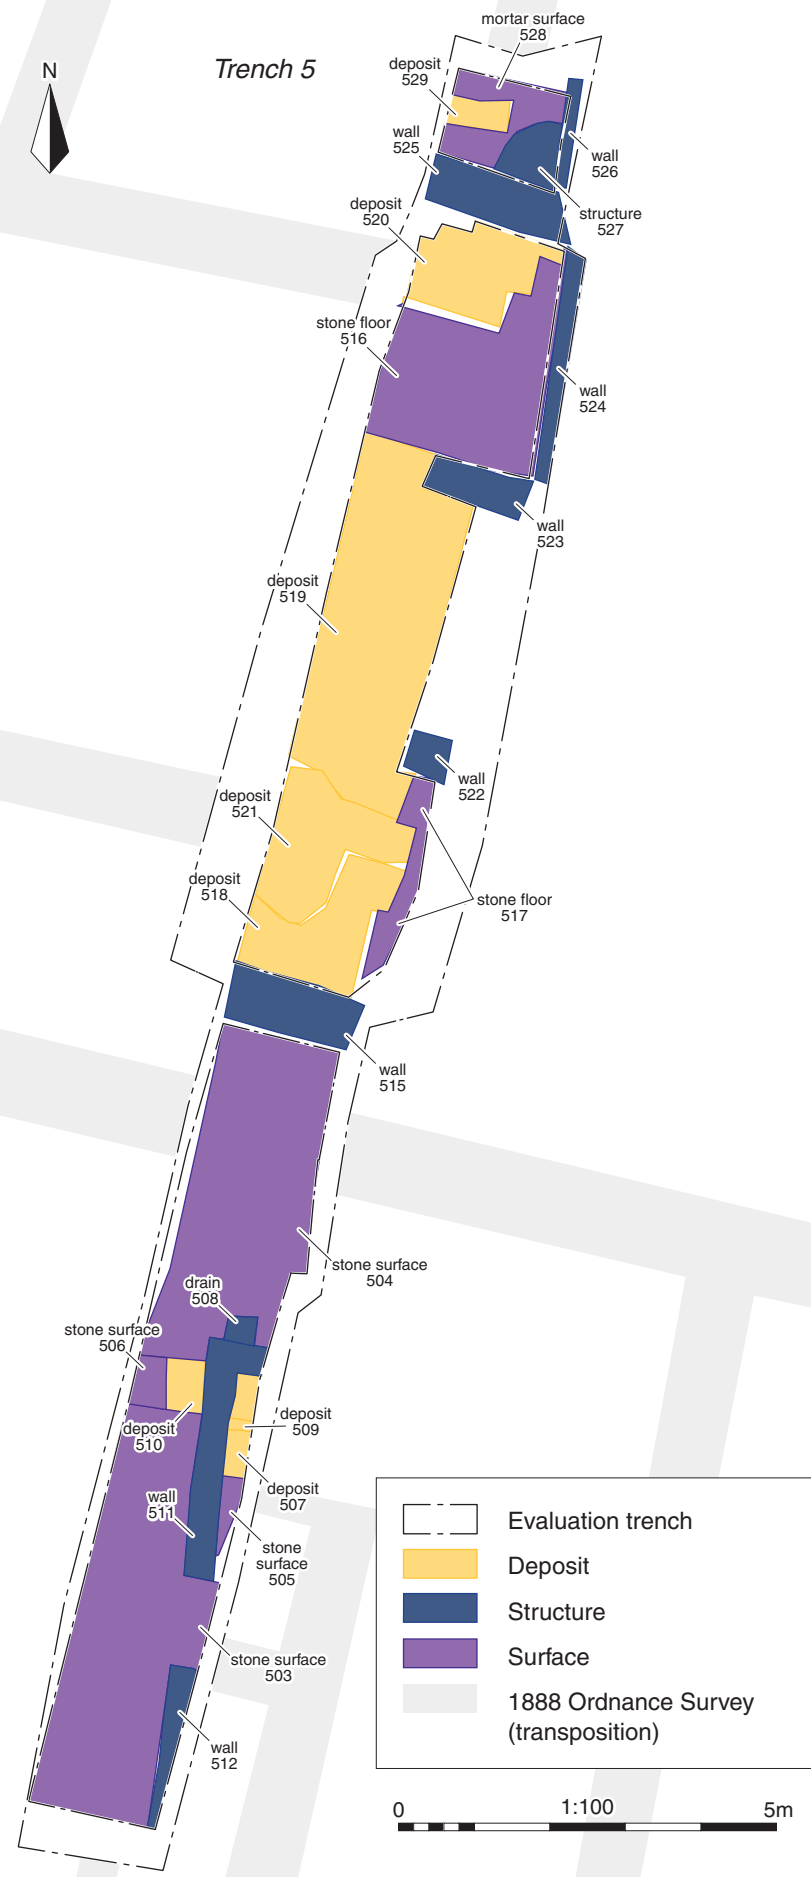 mortar surface
528
Trench 5
deposit
529
N
wall
525
wall
526
deposit
520
structure
527
stone floor
516
wall
524
wall
523
deposit
519
wall
522
deposit
521
deposit
518
stone floor
517
wall
515
stone surface
504
drain
508
stone surface
506
deposit
509
deposit
510
deposit
507
wall
511
stone
surface
505
stone surface
503
wall
512
Evaluation trench
Deposit
Structure
Surface
1888 Ordnance Survey
(transposition)
0 1:100 5m